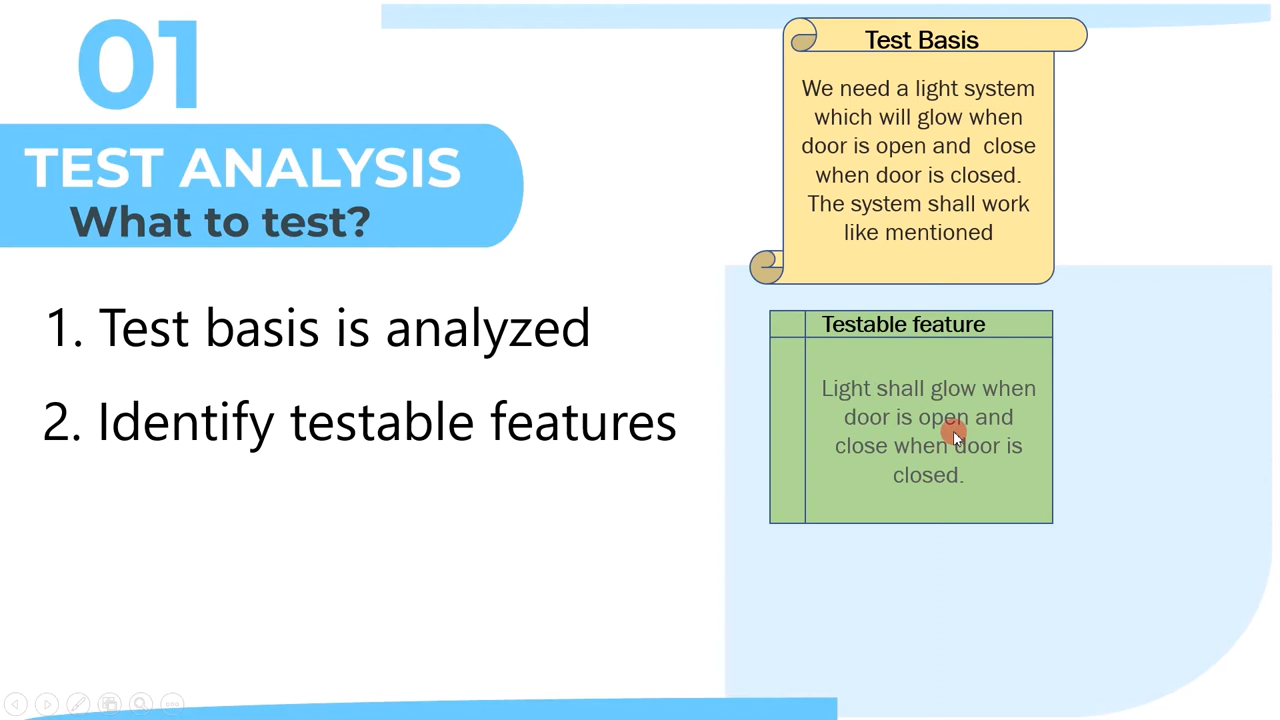 01
TEST ANALYSIS
What to test?
1. Test basis is analyzed
2. Identify testable features
Test Basis
We need a light system
which will glow when
door is open and close
when door is closed.
The system shall work
like mentioned
Testable feature
Light shall glow when
door is open and
close when door is
closed.